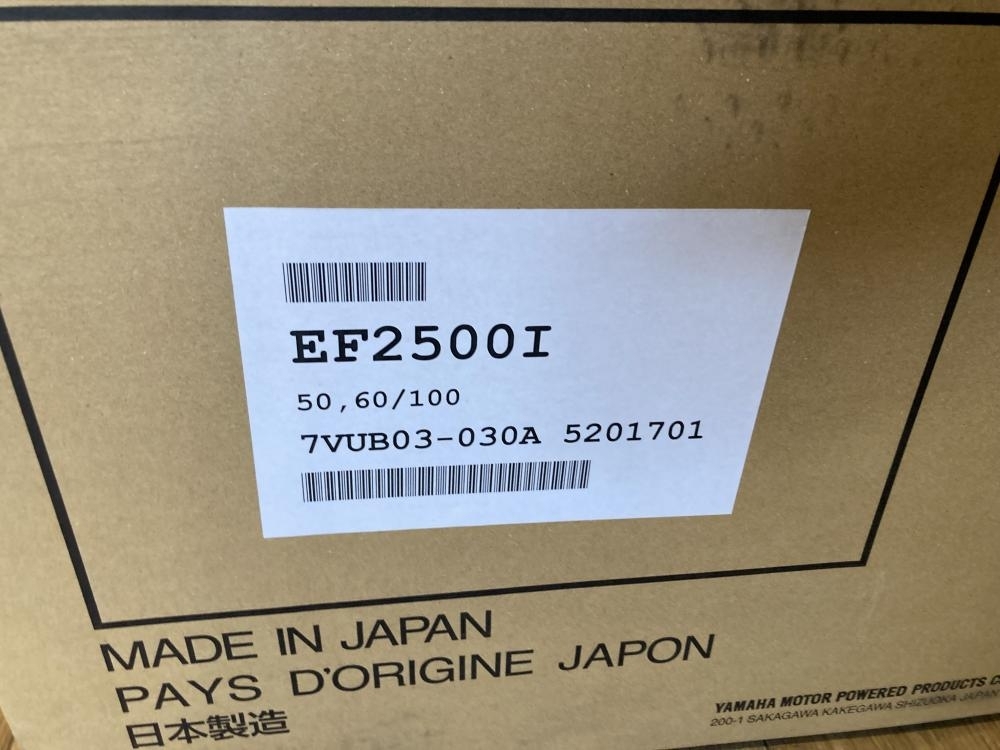 EF2500I
50,60/100
7VUB03-030A 5201701
MADE IN JAPAN
PAYS D'ORIGINE JAPON
日本製造
YAMAHA MOTOR POWERED PRODUCTS C
200-1 SAKAGAWA KAKEGAWA SHIZUOKA JAPAN